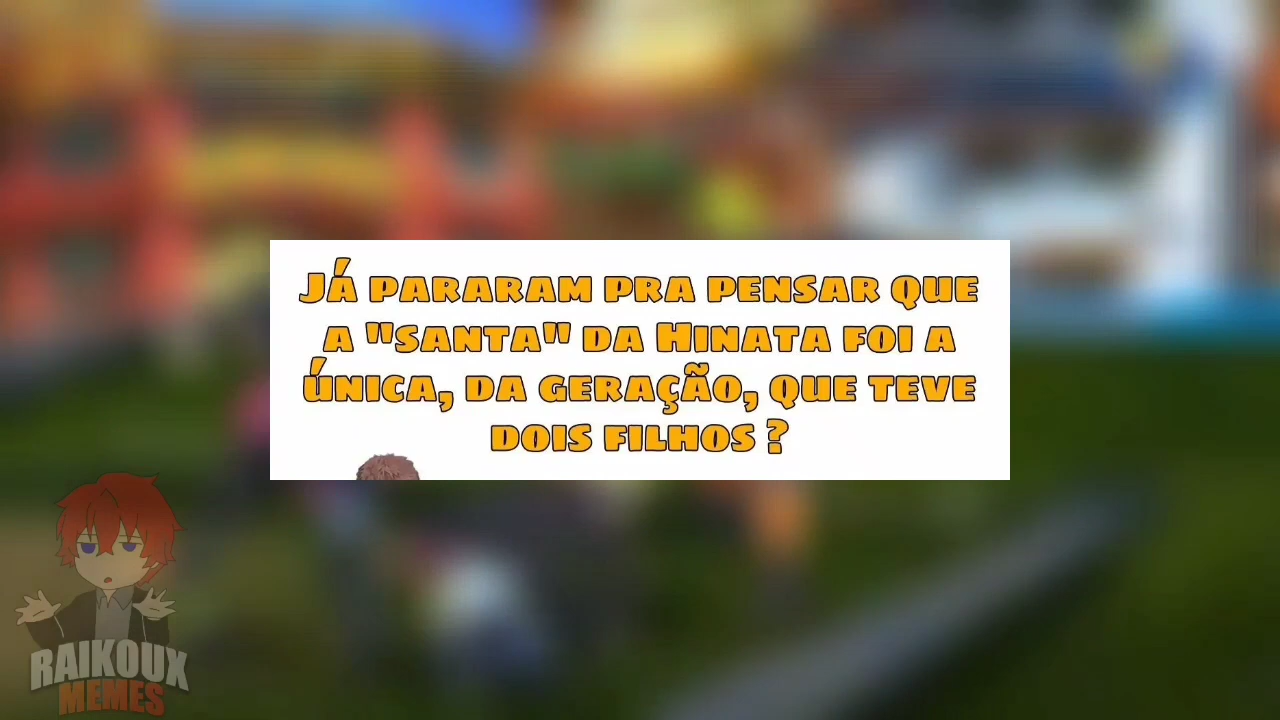 Já pararam pra pensar que
a "santa" da Hinata foi a
única, da geração, que teve
dois filhos ?
RAIKOUX
MEMES